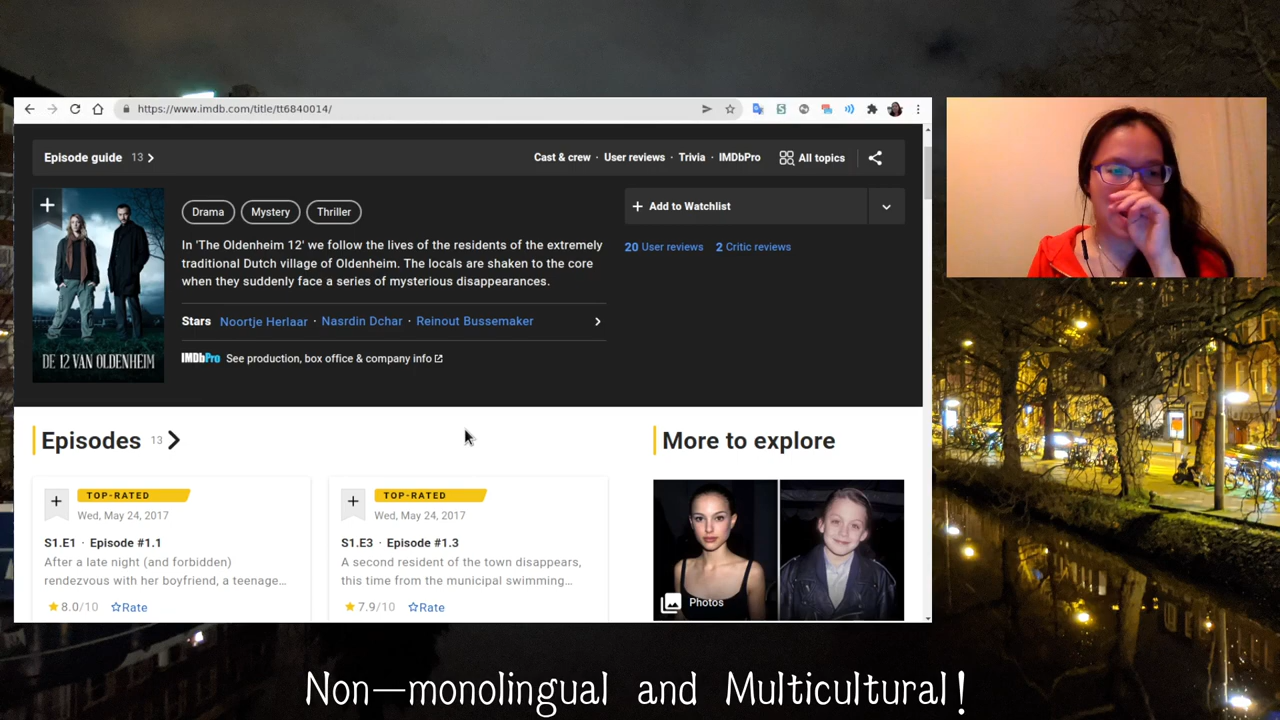 https://www.imdb.com/title/tt6840014/
Episode guide 13
Cast & crew · User reviews · Trivia · IMDbPro All topics
Drama Mystery Thriller
+ Add to Watchlist
20 User reviews 2 Critic reviews
In 'The Oldenheim 12' we follow the lives of the residents of the extremely
traditional Dutch village of Oldenheim. The locals are shaken to the core
when they suddenly face a series of mysterious disappearances.
Stars Noortje Herlaar · Nasrdin Dchar · Reinout Bussemaker
IMDbPro See production, box office & company info
DE 12 VAN OLDENHEIM
Episodes 13
More to explore
TOP-RATED
Wed, May 24, 2017
S1.E1 · Episode #1.1
After a late night (and forbidden)
rendezvous with her boyfriend, a teenage...
8.0/10 Rate
TOP-RATED
Wed, May 24, 2017
S1.E3 · Episode #1.3
A second resident of the town disappears,
this time from the municipal swimming...
7.9/10 Rate
Photos
Non-monolingual and Multicultural!